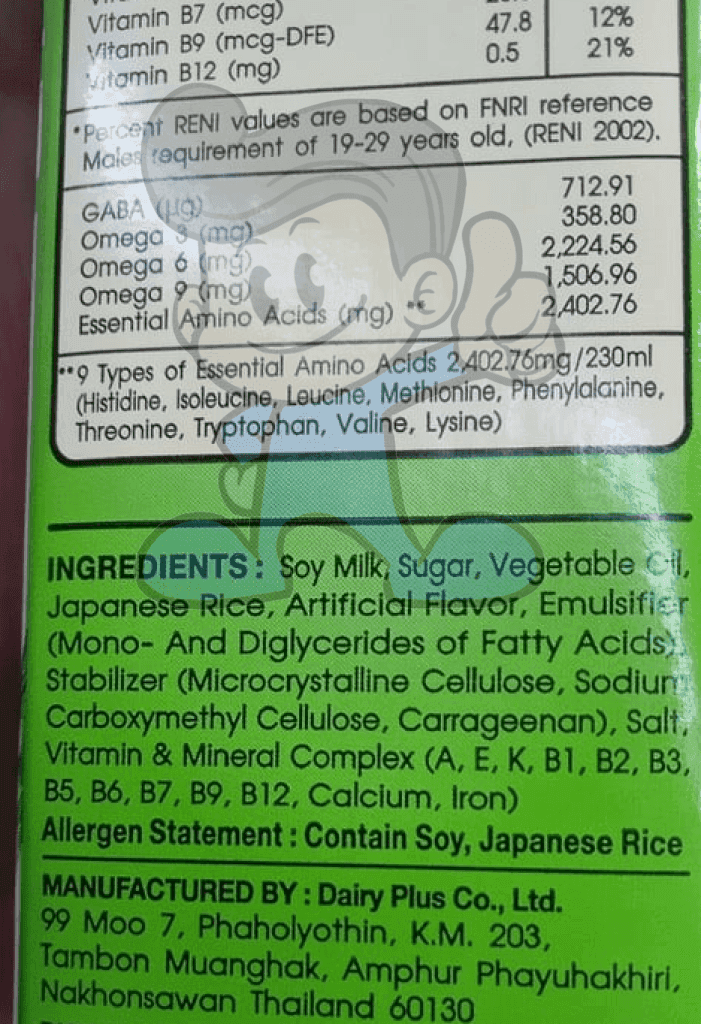 Vitamin B7 (mcg)
Vitamin B9 (mcg-DFE) 47.8 12%
Vitamin B12 (mg) 0.5 21%
*Percent RENI values are based on FNRI reference
Males requirement of 19-29 years old, (RENI 2002).
GABA (µg) 712.91
Omega 3 (mg) 358.80
Omega 6 (mg) 2,224.56
Omega 9 (mg) 1,506.96
Essential Amino Acids (mg) ** 2,402.76
**9 Types of Essential Amino Acids 2,402.76mg/230ml
(Histidine, Isoleucine, Leucine, Methionine, Phenylalanine,
Threonine, Tryptophan, Valine, Lysine)
INGREDIENTS : Soy Milk, Sugar, Vegetable Oil,
Japanese Rice, Artificial Flavor, Emulsifier
(Mono- And Diglycerides of Fatty Acids),
Stabilizer (Microcrystalline Cellulose, Sodium
Carboxymethyl Cellulose, Carrageenan), Salt,
Vitamin & Mineral Complex (A, E, K, B1, B2, B3,
B5, B6, B7, B9, B12, Calcium, Iron)
Allergen Statement : Contain Soy, Japanese Rice
MANUFACTURED BY : Dairy Plus Co., Ltd.
99 Moo 7, Phaholyothin, K.M. 203,
Tambon Muanghak, Amphur Phayuhakhiri,
Nakhonsawan Thailand 60130